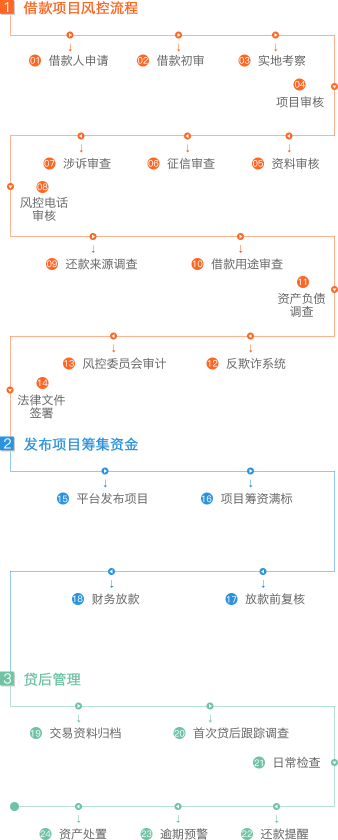 1 借款项目风控流程
01 借款人申请 02 借款初审 03 实地考察
04
项目审核
07 涉诉审查 06 征信审查 05 资料审核
08
风控电话
审核
09 还款来源调查 10 借款用途审查
11
资产负债
调查
13 风控委员会审计 12 反欺诈系统
14
法律文件
签署
2 发布项目筹集资金
15 平台发布项目 16 项目筹资满标
18 财务放款 17 放款前复核
3 贷后管理
19 交易资料归档 20 首次贷后跟踪调查
21 日常检查
24 资产处置 23 逾期预警 22 还款提醒